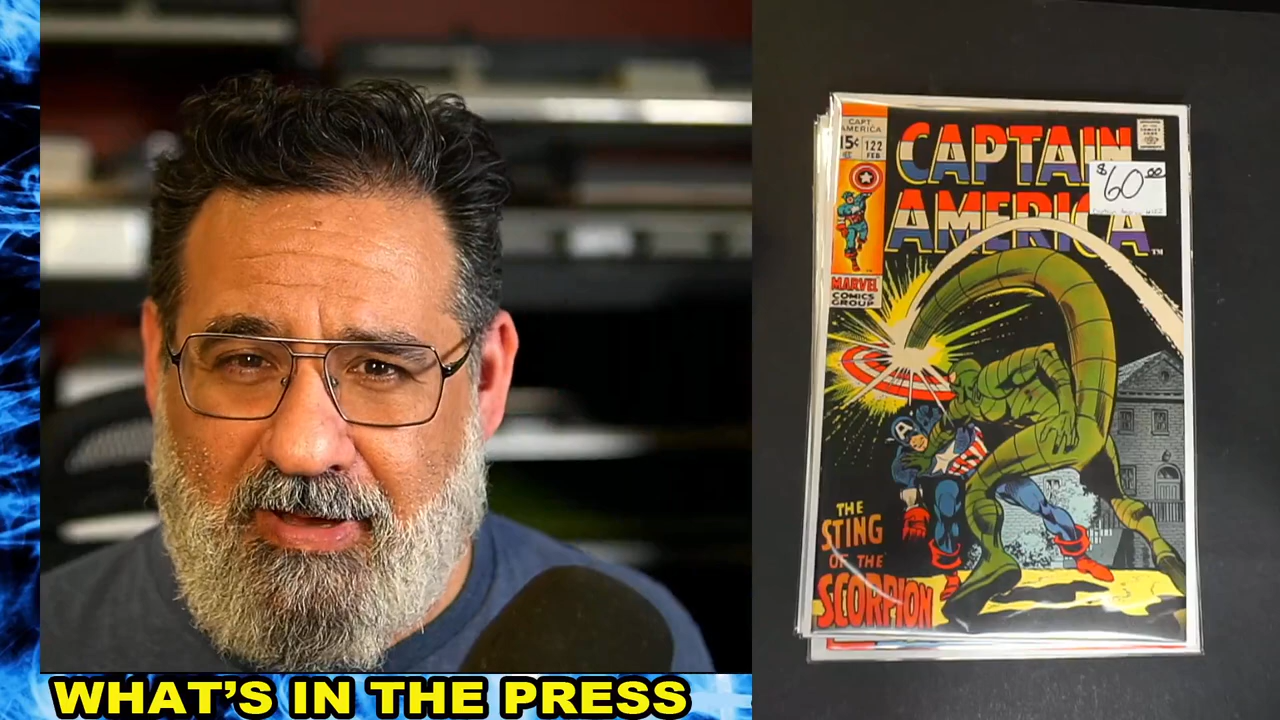 WHAT'S IN THE PRESS
CAPT.
AMERICA
15¢
122
FEB
CAPTAIN
AMERICA
TM
$60.00
MARVEL
COMICS
GROUP
THE
STING
OF THE
SCORPION